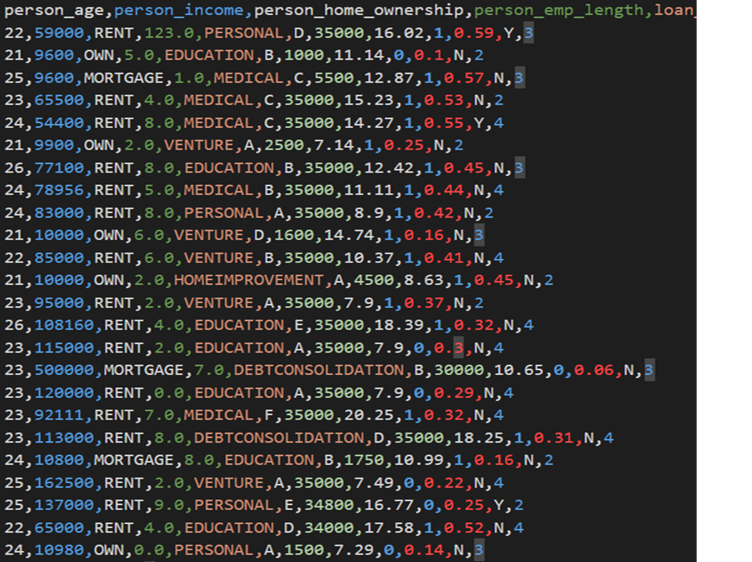 person_age,person_income,person_home_ownership,person_emp_length,loan_
22,59000,RENT,123.0,PERSONAL,D,35000,16.02,1,0.59,Y,3
21,9600,OWN,5.0,EDUCATION,B,1000,11.14,0,0.1,N,2
25,9600,MORTGAGE,1.0,MEDICAL,C,5500,12.87,1,0.57,N,3
23,65500,RENT,4.0,MEDICAL,C,35000,15.23,1,0.53,N,2
24,54400,RENT,8.0,MEDICAL,C,35000,14.27,1,0.55,Y,4
21,9900,OWN,2.0,VENTURE,A,2500,7.14,1,0.25,N,2
26,77100,RENT,8.0,EDUCATION,B,35000,12.42,1,0.45,N,3
24,78956,RENT,5.0,MEDICAL,B,35000,11.11,1,0.44,N,4
24,83000,RENT,8.0,PERSONAL,A,35000,8.9,1,0.42,N,2
21,10000,OWN,6.0,VENTURE,D,1600,14.74,1,0.16,N,3
22,85000,RENT,6.0,VENTURE,B,35000,10.37,1,0.41,N,4
21,10000,OWN,2.0,HOMEIMPROVEMENT,A,4500,8.63,1,0.45,N,2
23,95000,RENT,2.0,VENTURE,A,35000,7.9,1,0.37,N,2
26,108160,RENT,4.0,EDUCATION,E,35000,18.39,1,0.32,N,4
23,115000,RENT,2.0,EDUCATION,A,35000,7.9,0,0.3,N,4
23,500000,MORTGAGE,7.0,DEBTCONSOLIDATION,B,30000,10.65,0,0.06,N,3
23,120000,RENT,0.0,EDUCATION,A,35000,7.9,0,0.29,N,4
23,92111,RENT,7.0,MEDICAL,F,35000,20.25,1,0.32,N,4
23,113000,RENT,8.0,DEBTCONSOLIDATION,D,35000,18.25,1,0.31,N,4
24,10800,MORTGAGE,8.0,EDUCATION,B,1750,10.99,1,0.16,N,2
25,162500,RENT,2.0,VENTURE,A,35000,7.49,0,0.22,N,4
25,137000,RENT,9.0,PERSONAL,E,34800,16.77,0,0.25,Y,2
22,65000,RENT,4.0,EDUCATION,D,34000,17.58,1,0.52,N,4
24,10980,OWN,0.0,PERSONAL,A,1500,7.29,0,0.14,N,3